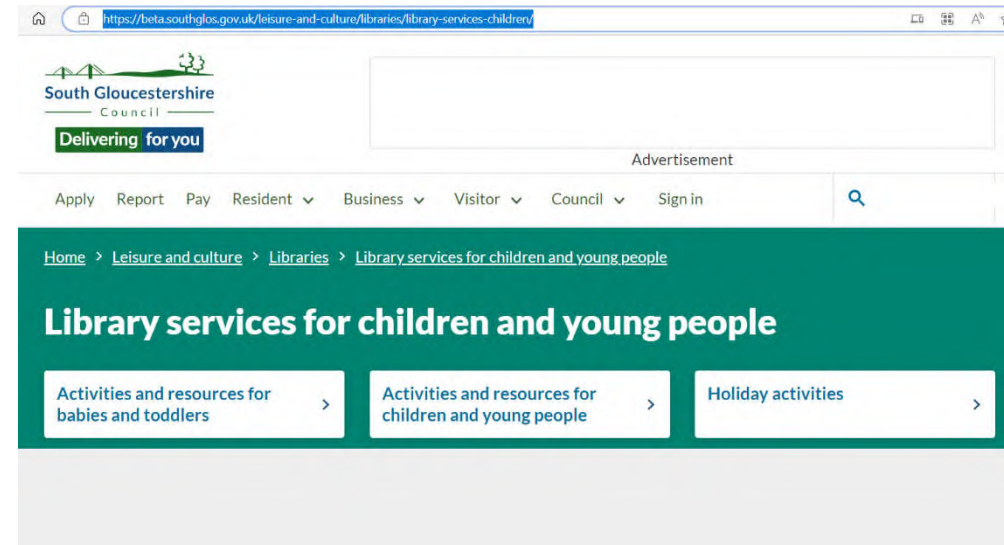 https://beta.southglos.gov.uk/leisure-and-culture/libraries/library-services-children/
South Gloucestershire
Council
Delivering for you
Advertisement
Apply Report Pay Resident Business Visitor Council Sign in
Home > Leisure and culture > Libraries > Library services for children and young people
Library services for children and young people
Activities and resources for
babies and toddlers
Activities and resources for
children and young people
Holiday activities